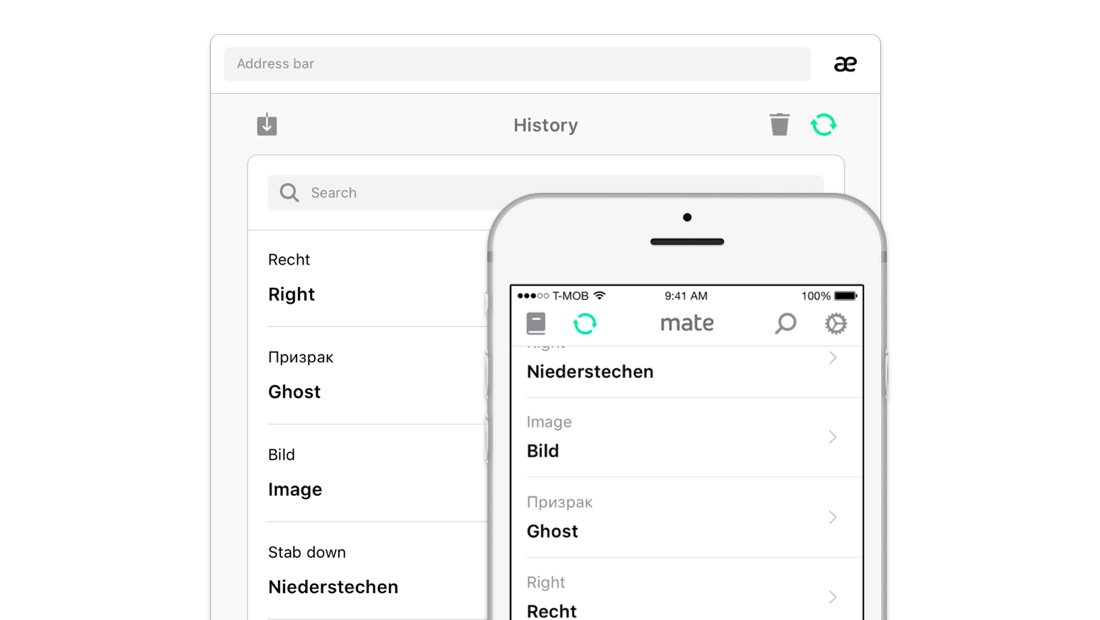 Address bar
æ
History
Search
Recht
Right
Призрак
Ghost
Bild
Image
Stab down
Niederstechen
T-MOB
9:41 AM
100%
mate
Right
Niederstechen
Image
Bild
Призрак
Ghost
Right
Recht